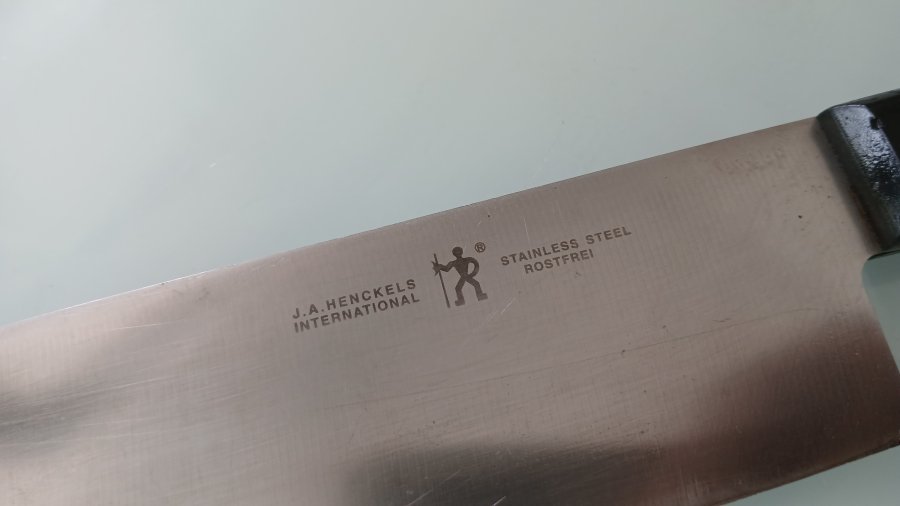 J.A.HENCKELS
INTERNATIONAL
®
STAINLESS STEEL
ROSTFREI